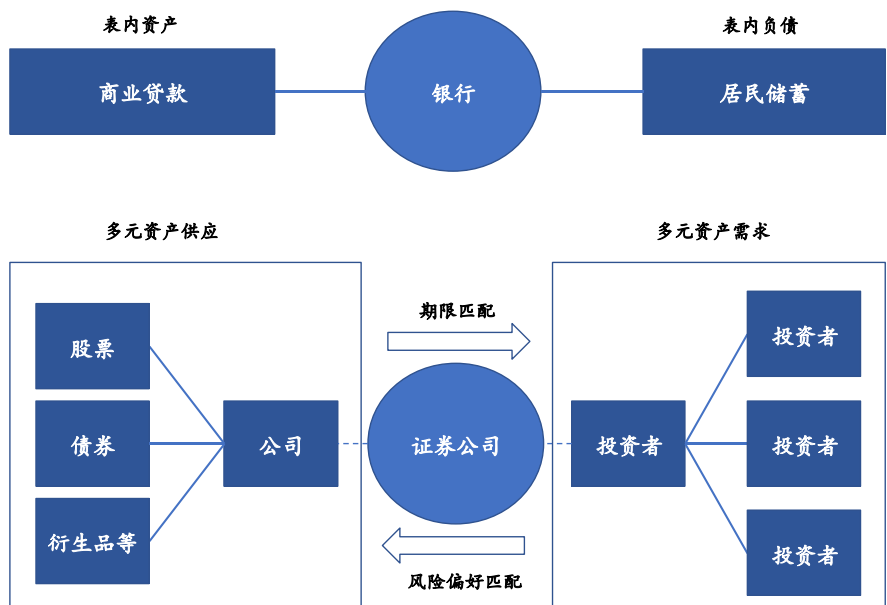 表内资产
表内负债
商业贷款
银行
居民储蓄
多元资产供应
多元资产需求
期限匹配
股票
债券
衍生品等
公司
证券公司
投资者
投资者
投资者
投资者
风险偏好匹配